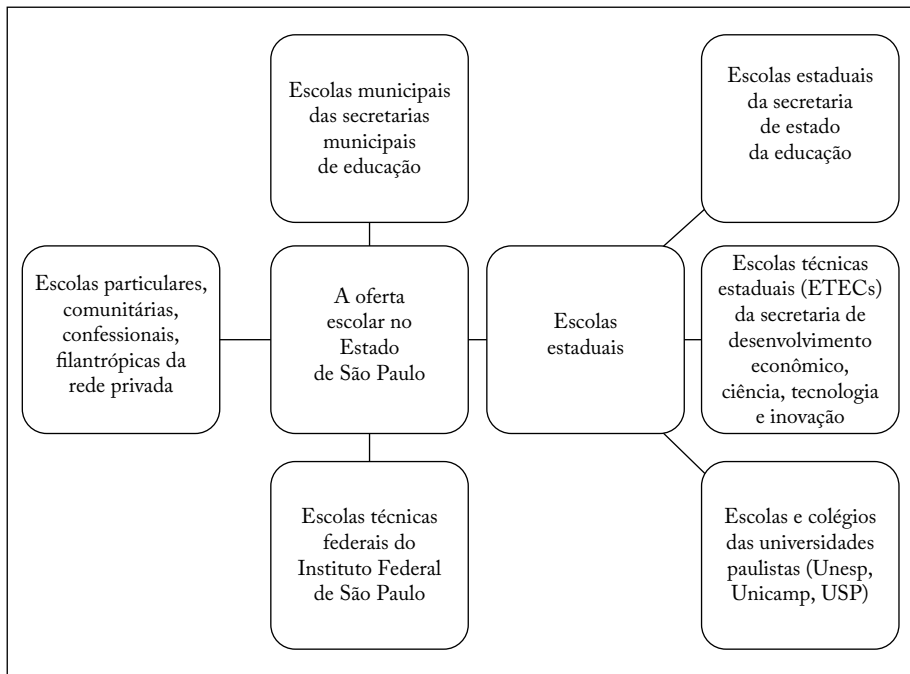 Escolas municipais
das secretarias
municipais
de educação
Escolas estaduais
da secretaria
de estado
da educação
Escolas particulares,
comunitárias,
confessionais,
filantrópicas da
rede privada
A oferta
escolar no
Estado
de São Paulo
Escolas
estaduais
Escolas técnicas
estaduais (ETECs)
da secretaria de
desenvolvimento
econômico,
ciência, tecnologia
e inovação
Escolas técnicas
federais do
Instituto Federal
de São Paulo
Escolas e colégios
das universidades
paulistas (Unesp,
Unicamp, USP)